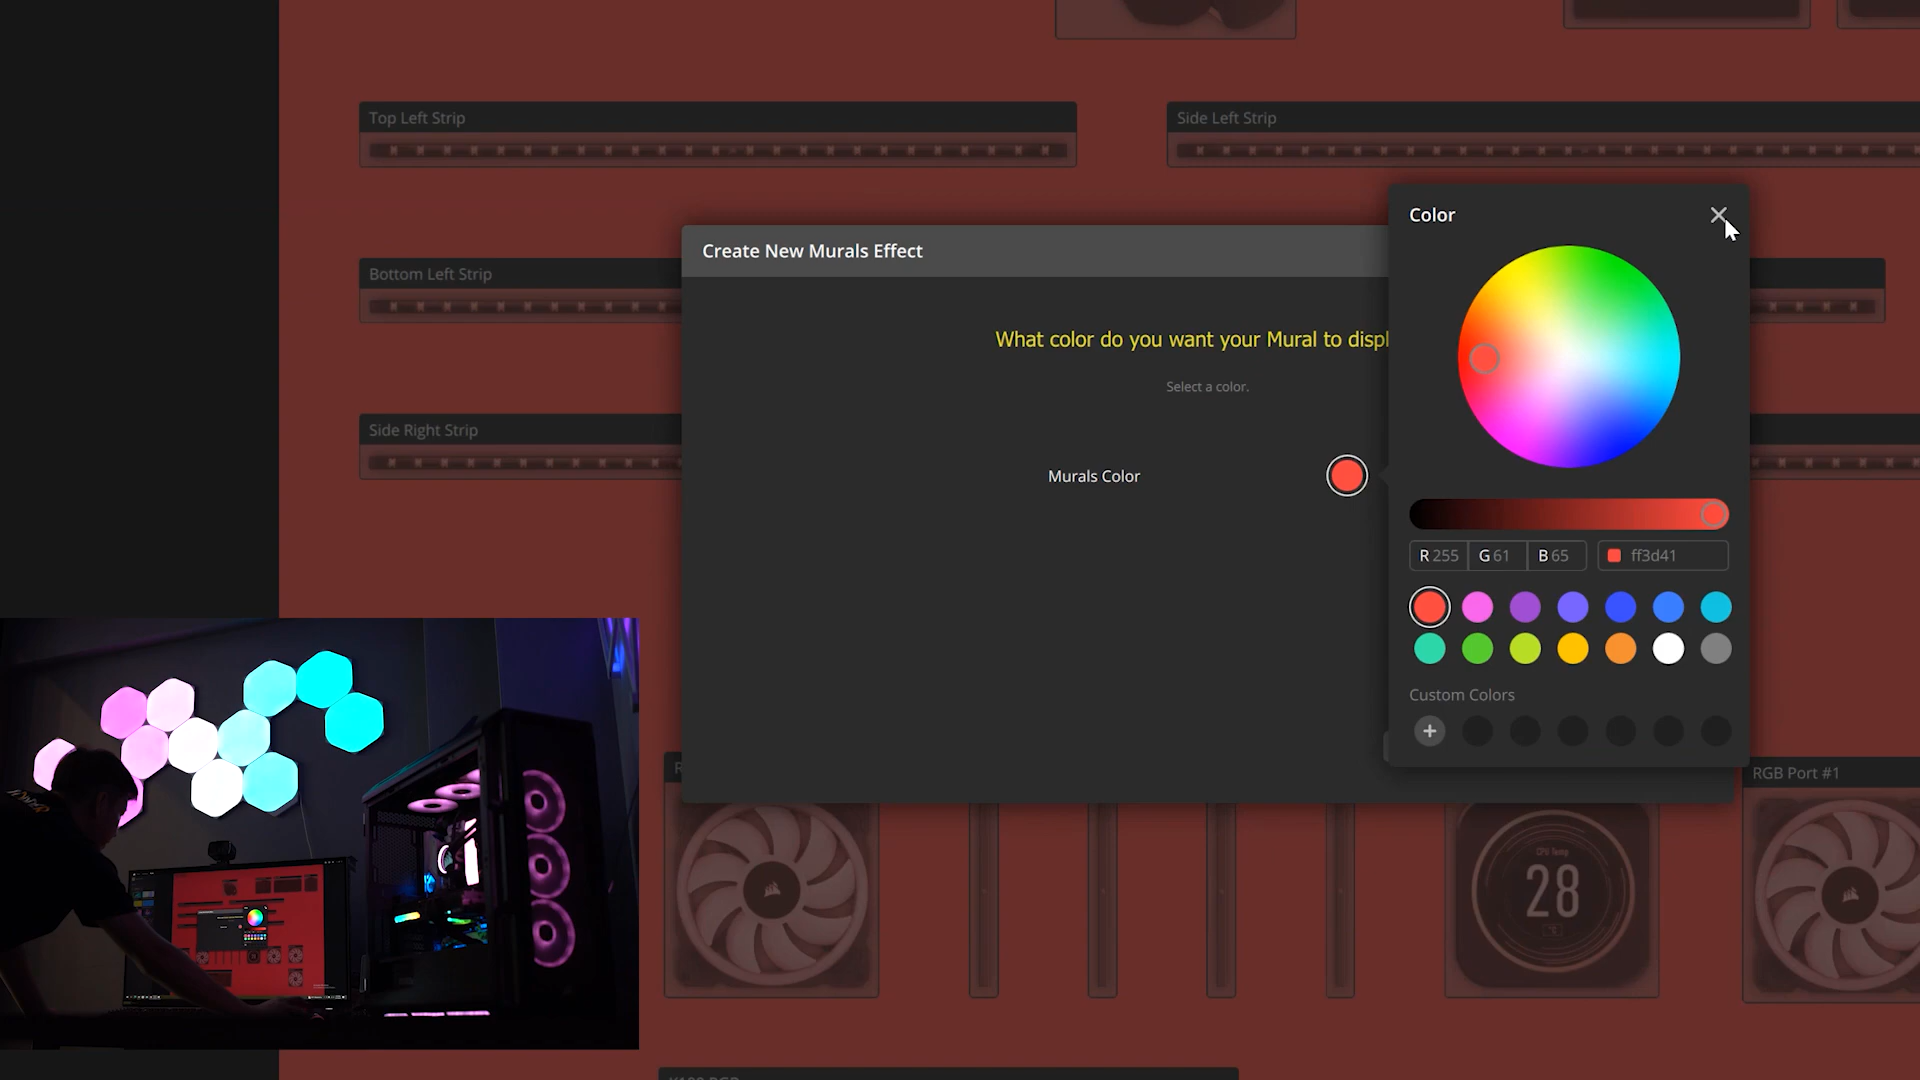 Top Left Strip
Side Left Strip
Color
Create New Murals Effect
Bottom Left Strip
What color do you want your Mural to displ
Select a color.
Side Right Strip
Murals Color
R 255
G 61
B 65
ff3d41
Custom Colors
+
RGB Port #1
CPU Temp
28
°C